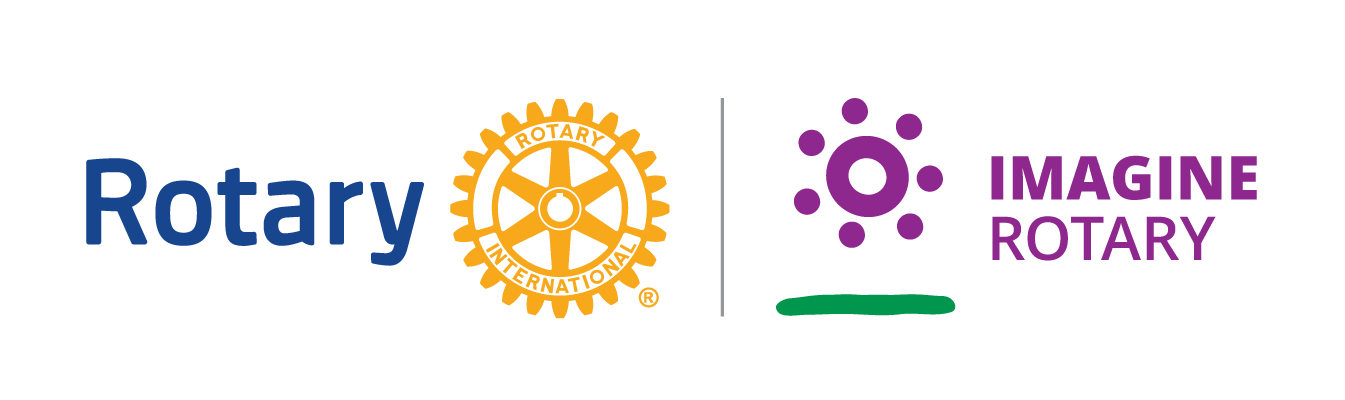 Rotary
ROTARY
INTERNATIONAL
®
IMAGINE
ROTARY